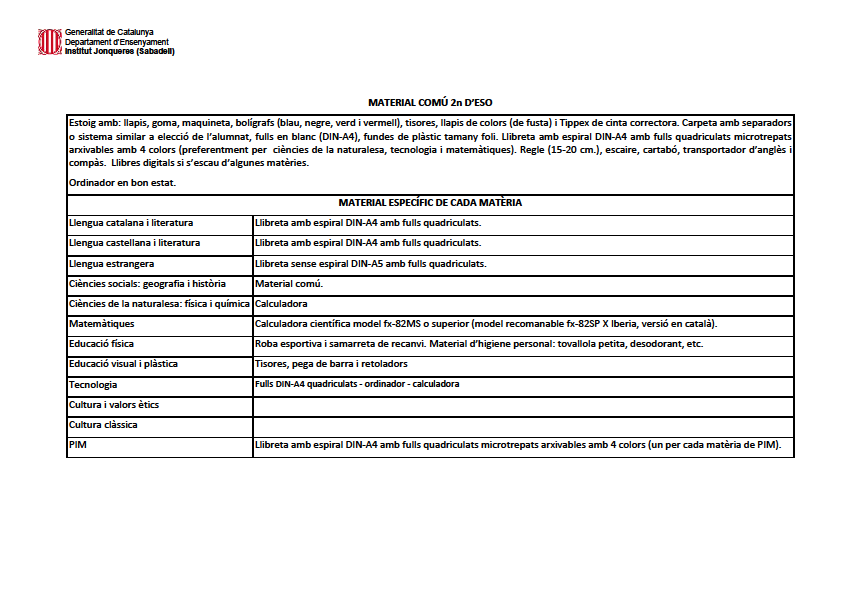 Generalitat de Catalunya
Departament d'Ensenyament
Institut Jonqueres (Sabadell)
MATERIAL COMÚ 2n D'ESO
Estoig amb: llapis, goma, maquineta, bolígrafs (blau, negre, verd i vermell), tisores, llapis de colors (de fusta) i Tippex de cinta correctora. Carpeta amb separadors
o sistema similar a elecció de l'alumnat, fulls en blanc (DIN-A4), fundes de plàstic tamany foli. Llibreta amb espiral DIN-A4 amb fulls quadriculats microtrepats
arxivables amb 4 colors (preferentment per ciències de la naturalesa, tecnologia i matemàtiques). Regle (15-20 cm.), escaire, cartabó, transportador d'anglès i
compàs. Llibres digitals si s'escau d'algunes matèries.
Ordinador en bon estat.
MATERIAL ESPECÍFIC DE CADA MATÈRIA
Llengua catalana i literatura Llibreta amb espiral DIN-A4 amb fulls quadriculats.
Llengua castellana i literatura Llibreta amb espiral DIN-A4 amb fulls quadriculats.
Llengua estrangera Llibreta sense espiral DIN-A5 amb fulls quadriculats.
Ciències socials: geografia i història Material comú.
Ciències de la naturalesa: física i química Calculadora
Matemàtiques Calculadora científica model fx-82MS o superior (model recomanable fx-82SP X Iberia, versió en català).
Educació física Roba esportiva i samarreta de recanvi. Material d'higiene personal: tovallola petita, desodorant, etc.
Educació visual i plàstica Tisores, pega de barra i retoladors
Tecnologia Fulls DIN-A4 quadriculats - ordinador - calculadora
Cultura i valors ètics
Cultura clàssica
PIM Llibreta amb espiral DIN-A4 amb fulls quadriculats microtrepats arxivables amb 4 colors (un per cada matèria de PIM).